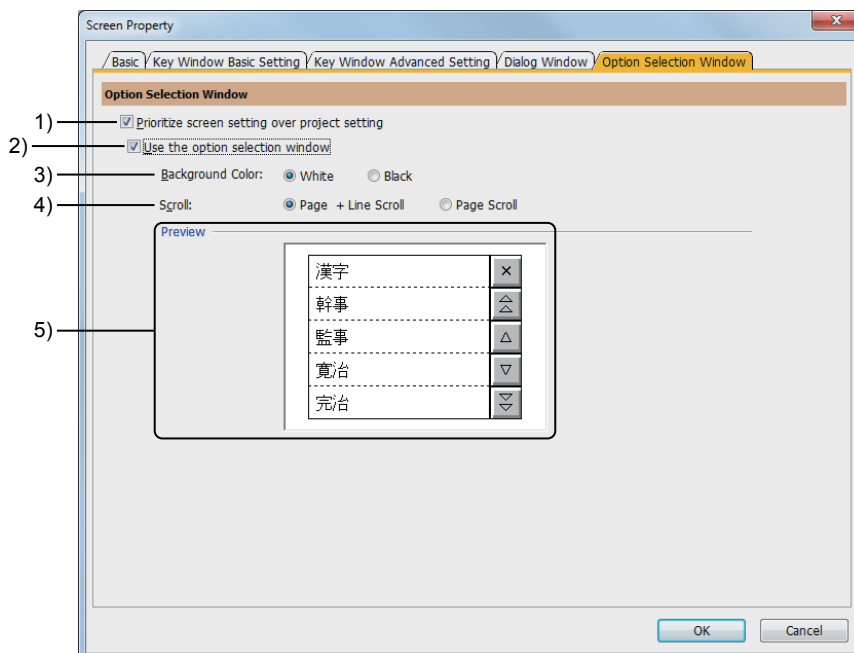 Screen Property
Basic Key Window Basic Setting Key Window Advanced Setting Dialog Window Option Selection Window
Option Selection Window
1) Prioritize screen setting over project setting
2) Use the option selection window
3) Background Color: White Black
4) Scroll: Page + Line Scroll Page Scroll
Preview
漢字
幹事
5) 監事
寛治
完治
OK Cancel